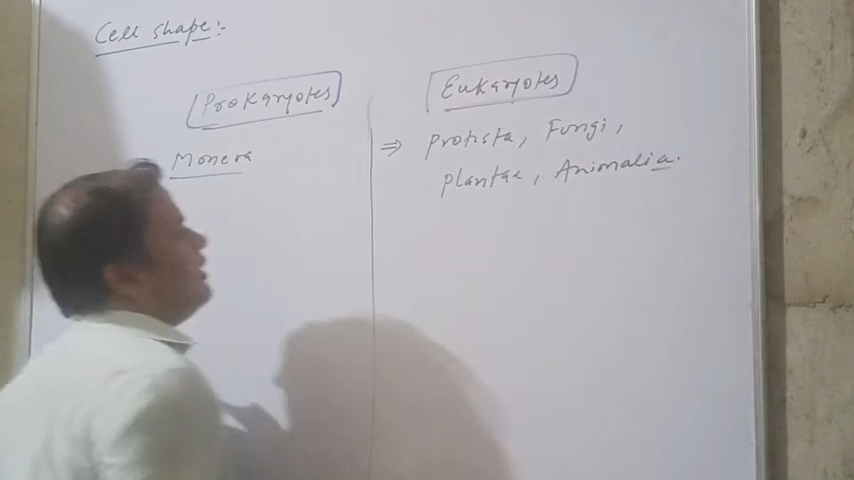 Cell shape:-
Prokaryotes
Monera
Eukaryotes
⇒ Protista, Fungi,
Plantae, Animalia.